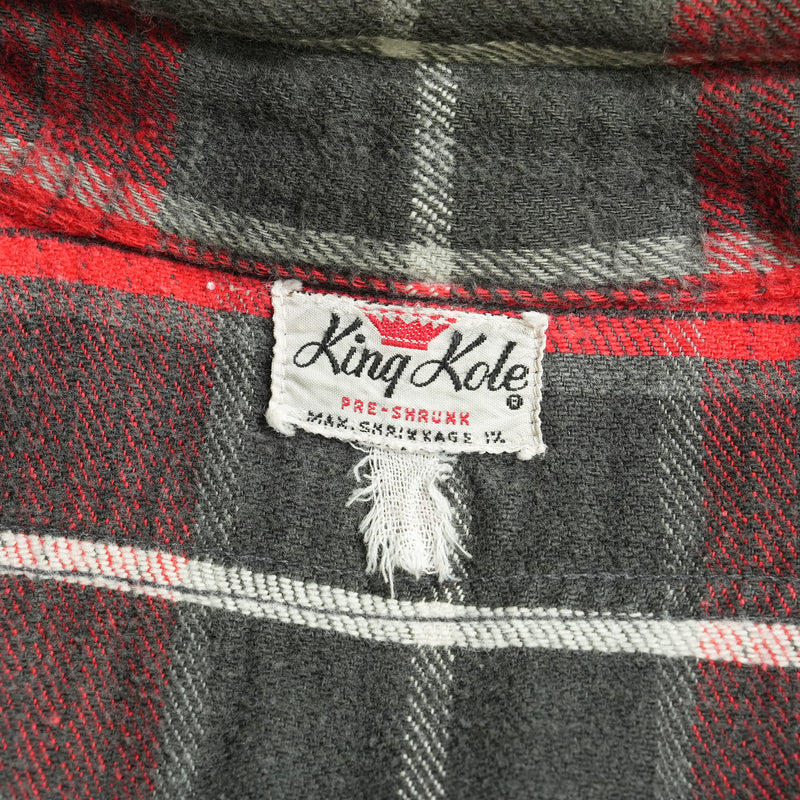 King Kole ®
PRE-SHRUNK
MAX. SHRINKAGE 1%